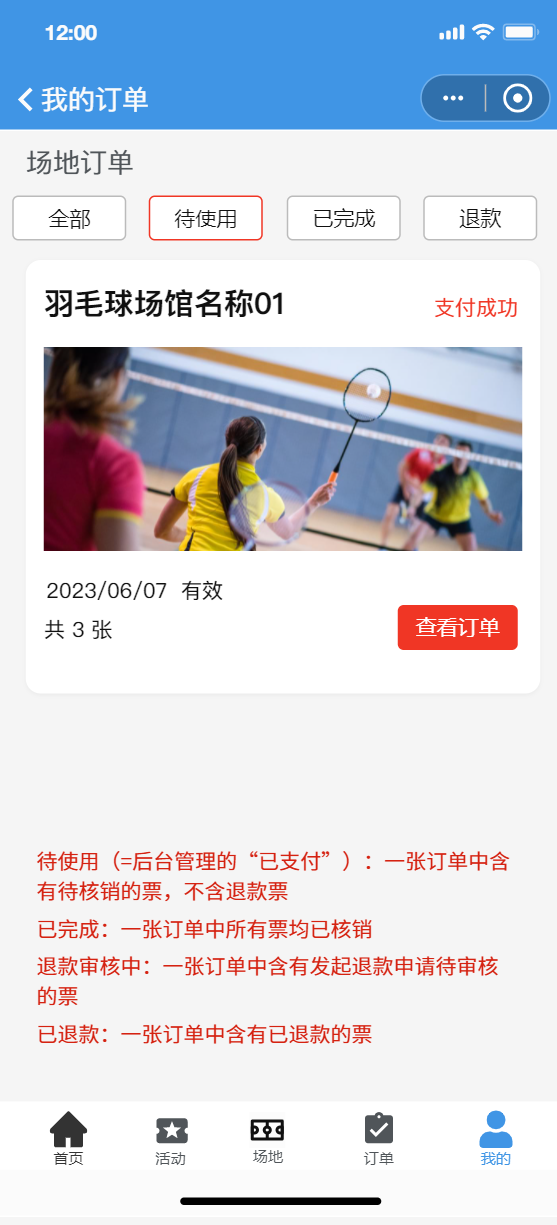 12:00
我的订单
场地订单
全部 待使用 已完成 退款
羽毛球场馆名称01
支付成功
2023/06/07 有效
共 3 张
查看订单
待使用（=后台管理的“已支付”）：一张订单中含
有待核销的票，不含退款票
已完成：一张订单中所有票均已核销
退款审核中：一张订单中含有发起退款申请待审核
的票
已退款：一张订单中含有已退款的票
首页 活动 场地 订单 我的